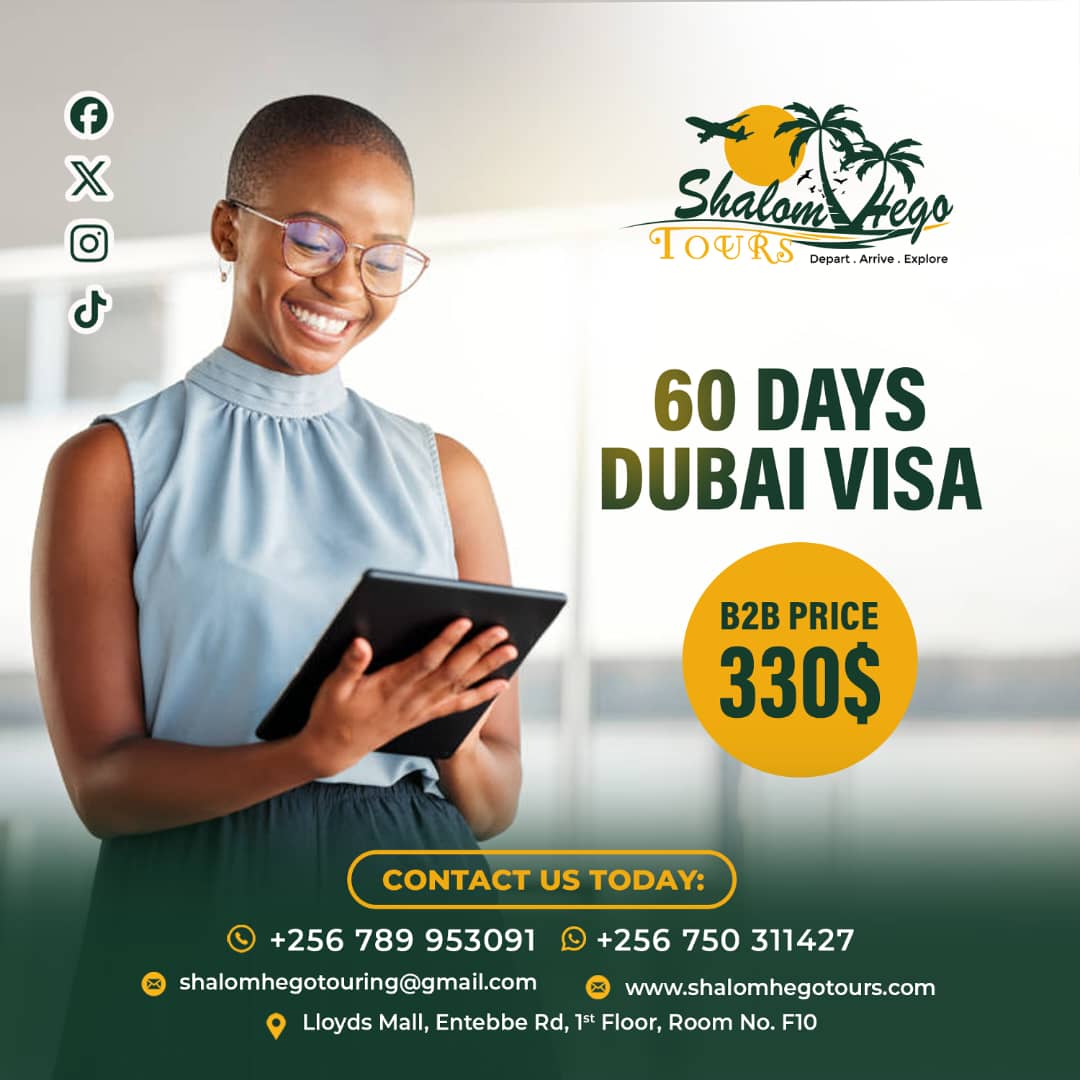 Shalom Hego
TOURS
Depart . Arrive . Explore
60 DAYS
DUBAI VISA
B2B PRICE
330$
CONTACT US TODAY:
+256 789 953091 +256 750 311427
shalomhegotouring@gmail.com www.shalomhegotours.com
Lloyds Mall, Entebbe Rd, 1st Floor, Room No. F10